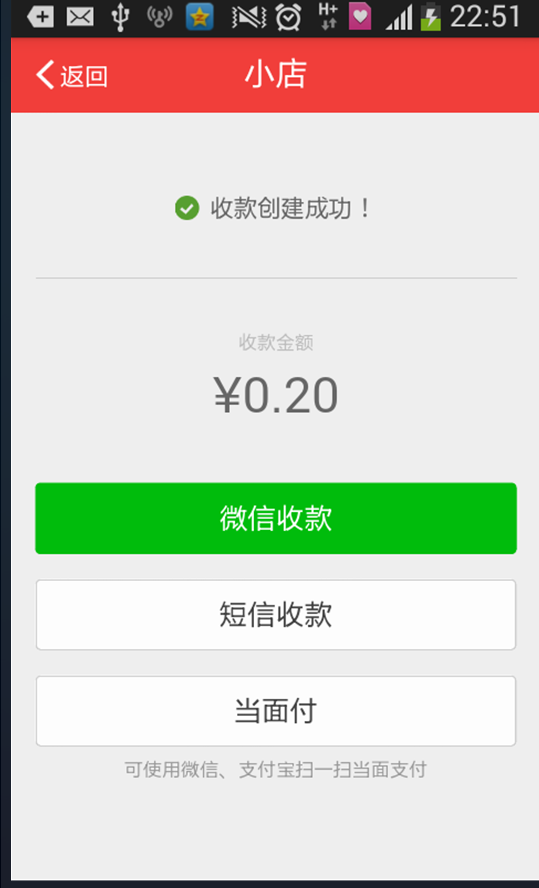 H+ 22:51
返回 小店
收款创建成功！
收款金额
¥0.20
微信收款
短信收款
当面付
可使用微信、支付宝扫一扫当面支付